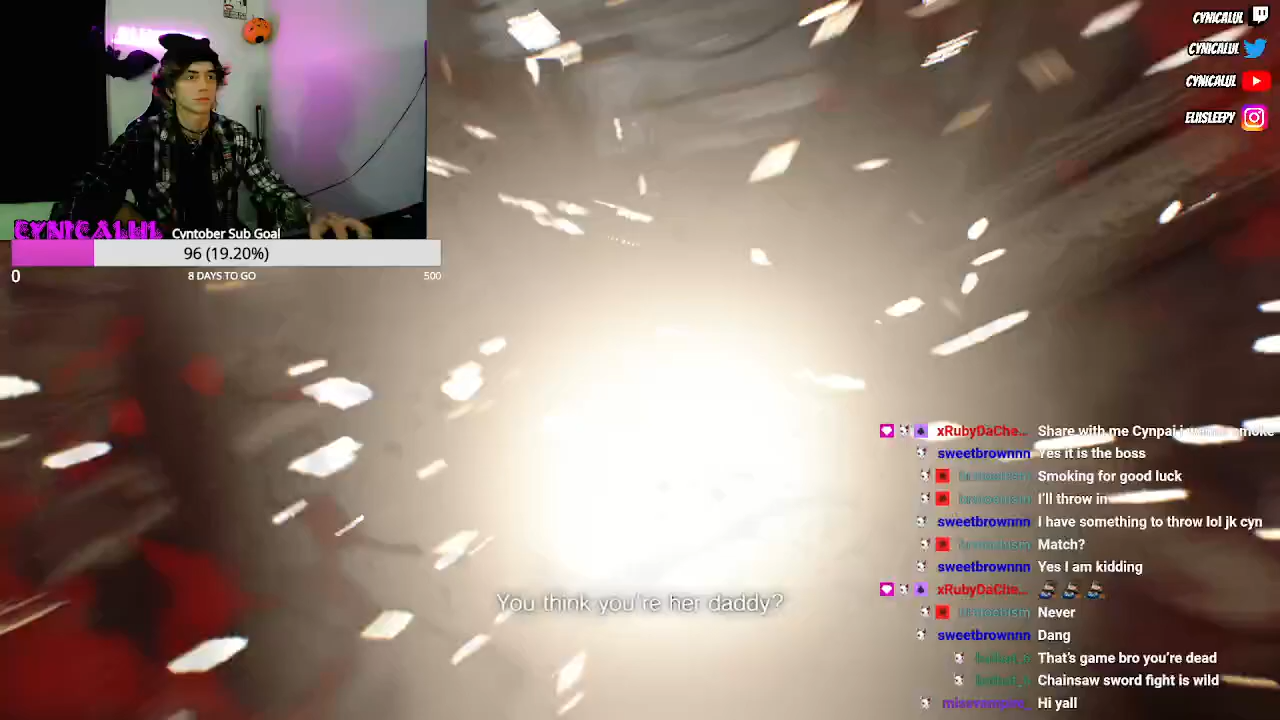 CYNICALUL
CYNICALUL
CYNICALUL
ELIISLEEPY
CYNICALUL
Cyntober Sub Goal
96 (19.20%)
0
8 DAYS TO GO
500
xRubyDaChe... Share with me Cynpai
sweetbrownnn Yes it is the boss
Smoking for good luck
I'll throw in
sweetbrownnn I have something to throw lol jk cyn
Match?
sweetbrownnn Yes I am kidding
xRubyDaChe...
Never
sweetbrownnn Dang
That's game bro you're dead
Chainsaw sword fight is wild
Hi yall
You think you're her daddy?